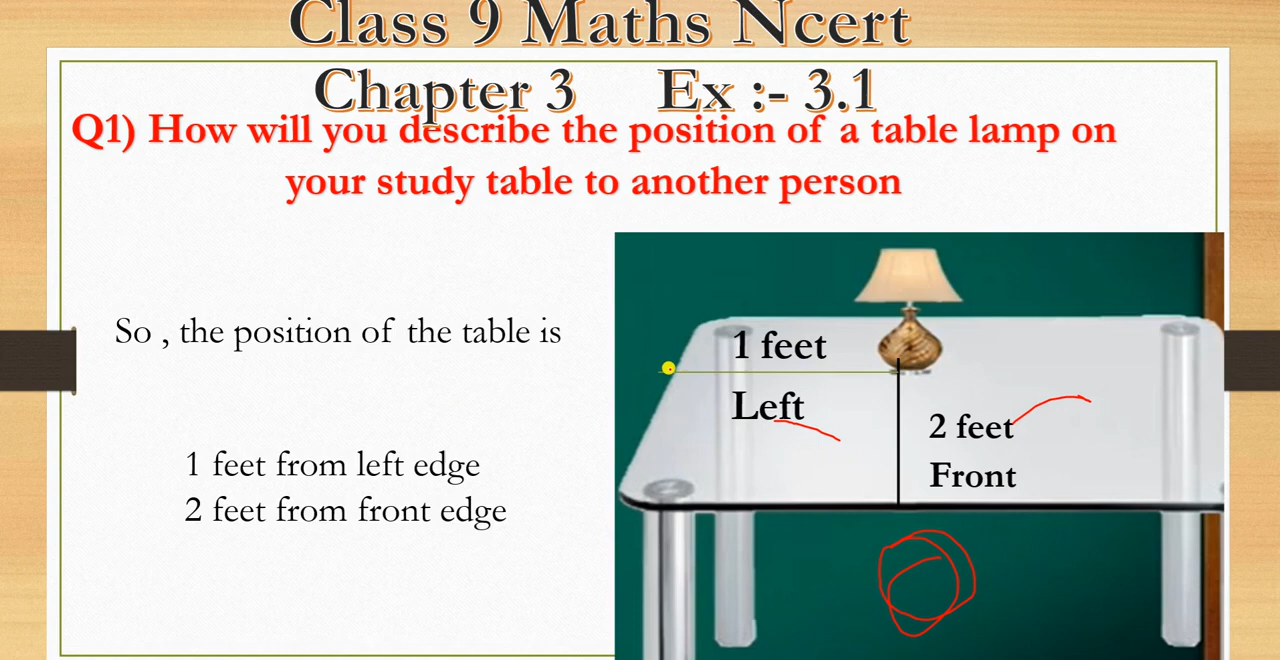 Class 9 Maths Ncert
Chapter 3 Ex :- 3.1
Q1) How will you describe the position of a table lamp on
your study table to another person
So , the position of the table is
1 feet from left edge
2 feet from front edge
1 feet
Left
2 feet
Front